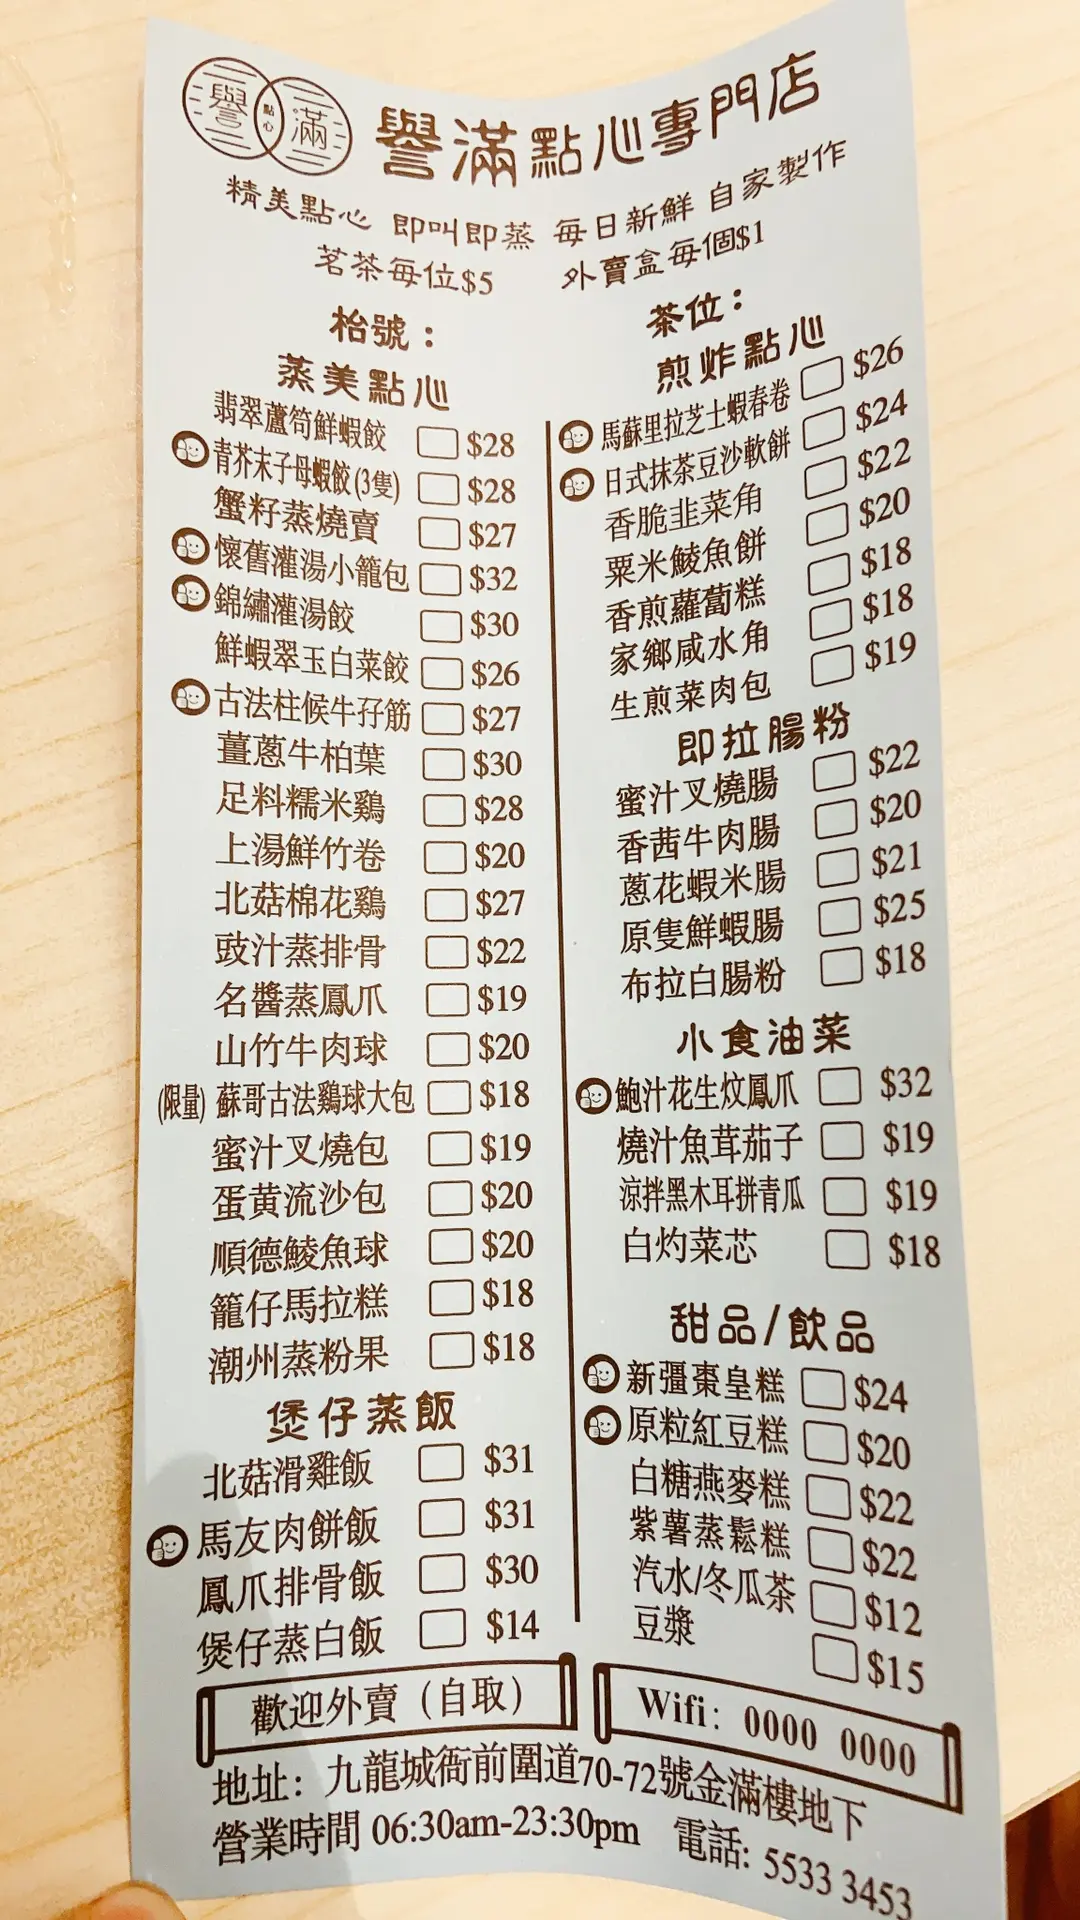 譽 點心 滿
譽滿點心專門店
精美點心 即叫即蒸 每日新鮮 自家製作
茗茶每位$5 外賣盒每個$1
枱號：
蒸美點心
翡翠蘆筍鮮蝦餃 $28
青芥末子母蝦餃(3隻) $28
蟹籽蒸燒賣 $27
懷舊灌湯小籠包 $32
錦繡灌湯餃 $30
鮮蝦翠玉白菜餃 $26
古法柱候牛孖筋 $27
薑蔥牛柏葉 $30
足料糯米鷄 $28
上湯鮮竹卷 $20
北菇棉花鷄 $27
豉汁蒸排骨 $22
名醬蒸鳳爪 $19
山竹牛肉球 $20
(限量) 蘇哥古法鷄球大包 $18
蜜汁叉燒包 $19
蛋黄流沙包 $20
順德鯪魚球 $20
籠仔馬拉糕 $18
潮州蒸粉果 $18
煲仔蒸飯
北菇滑雞飯 $31
馬友肉餅飯 $31
鳳爪排骨飯 $30
煲仔蒸白飯 $14
茶位：
煎炸點心
馬蘇里拉芝士蝦春卷 $26
日式抹茶豆沙軟餅 $24
香脆韭菜角 $22
粟米鯪魚餅 $20
香煎蘿蔔糕 $18
家鄉咸水角 $18
生煎菜肉包 $19
即拉腸粉
蜜汁叉燒腸 $22
香茜牛肉腸 $20
蔥花蝦米腸 $21
原隻鮮蝦腸 $25
布拉白腸粉 $18
小食油菜
鮑汁花生炆鳳爪 $32
燒汁魚茸茄子 $19
涼拌黑木耳拼青瓜 $19
白灼菜芯 $18
甜品/飲品
新彊棗皇糕 $24
原粒紅豆糕 $20
白糖燕麥糕 $22
紫薯蒸鬆糕 $22
汽水/冬瓜茶 $12
豆漿 $15
歡迎外賣（自取）
Wifi: 0000 0000
地址: 九龍城衙前圍道70-72號金滿樓地下
營業時間 06:30am-23:30pm 電話: 5533 3453